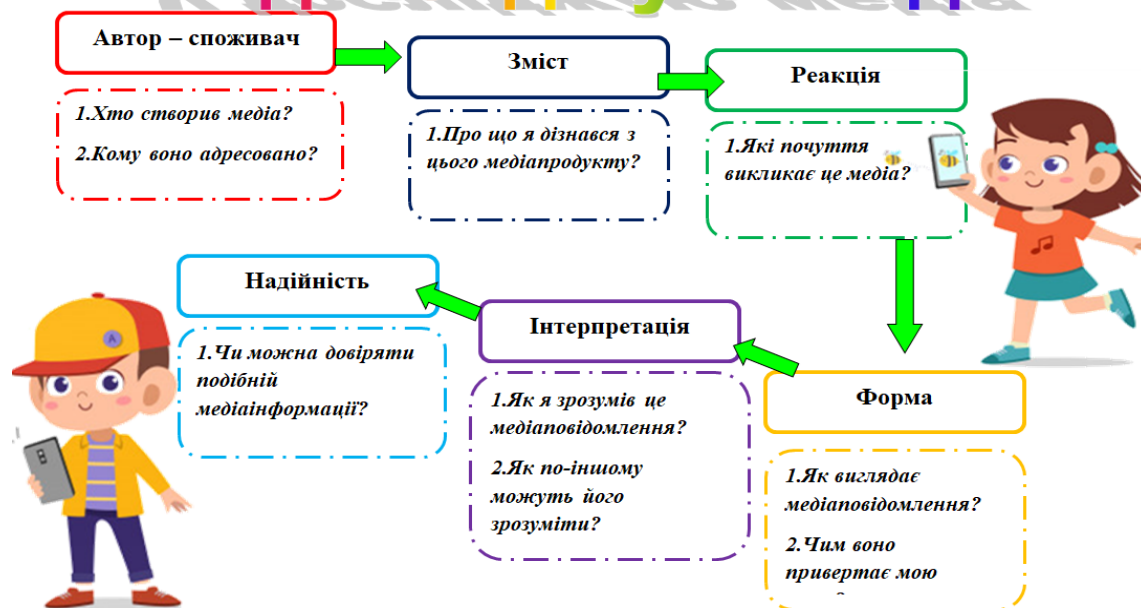 Автор – споживач
1.Хто створив медіа?
2.Кому воно адресовано?
Зміст
1.Про що я дізнався з
цього медіапродукту?
Реакція
1.Які почуття
викликає це медіа?
Форма
1.Як виглядає
медіаповідомлення?
2.Чим воно
привертає мою
Інтерпретація
1.Як я зрозумів це
медіаповідомлення?
2.Як по-іншому
можуть його
зрозуміти?
Надійність
1.Чи можна довіряти
подібній
медіаінформації?
A